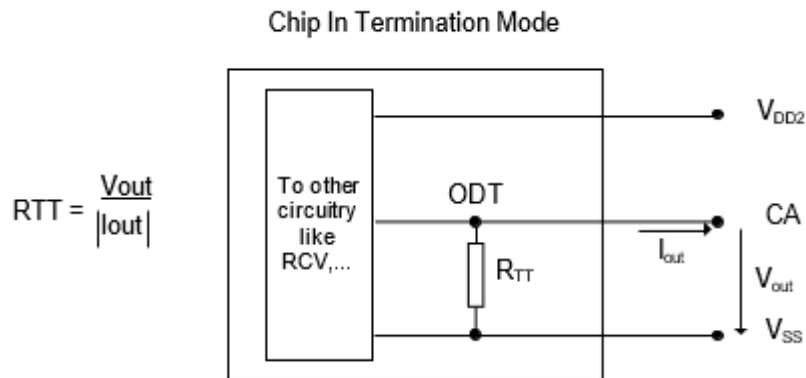 Chip In Termination Mode
V_DD2
To other
circuitry
like
RCV,...
ODT
RTT = Vout
|Iout|
CA
I_out
R_TT
V_out
V_SS